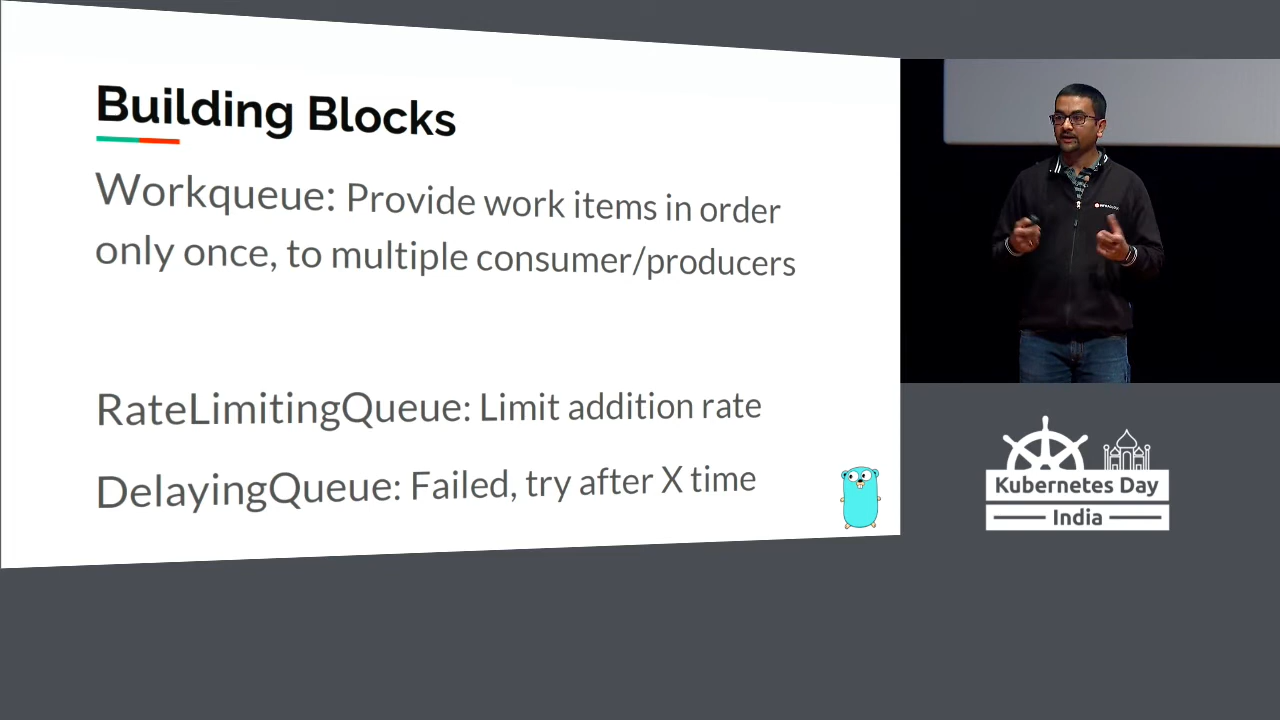 Building Blocks
Workqueue: Provide work items in order
only once, to multiple consumer/producers
RateLimitingQueue: Limit addition rate
DelayingQueue: Failed, try after X time
Kubernetes Day
India